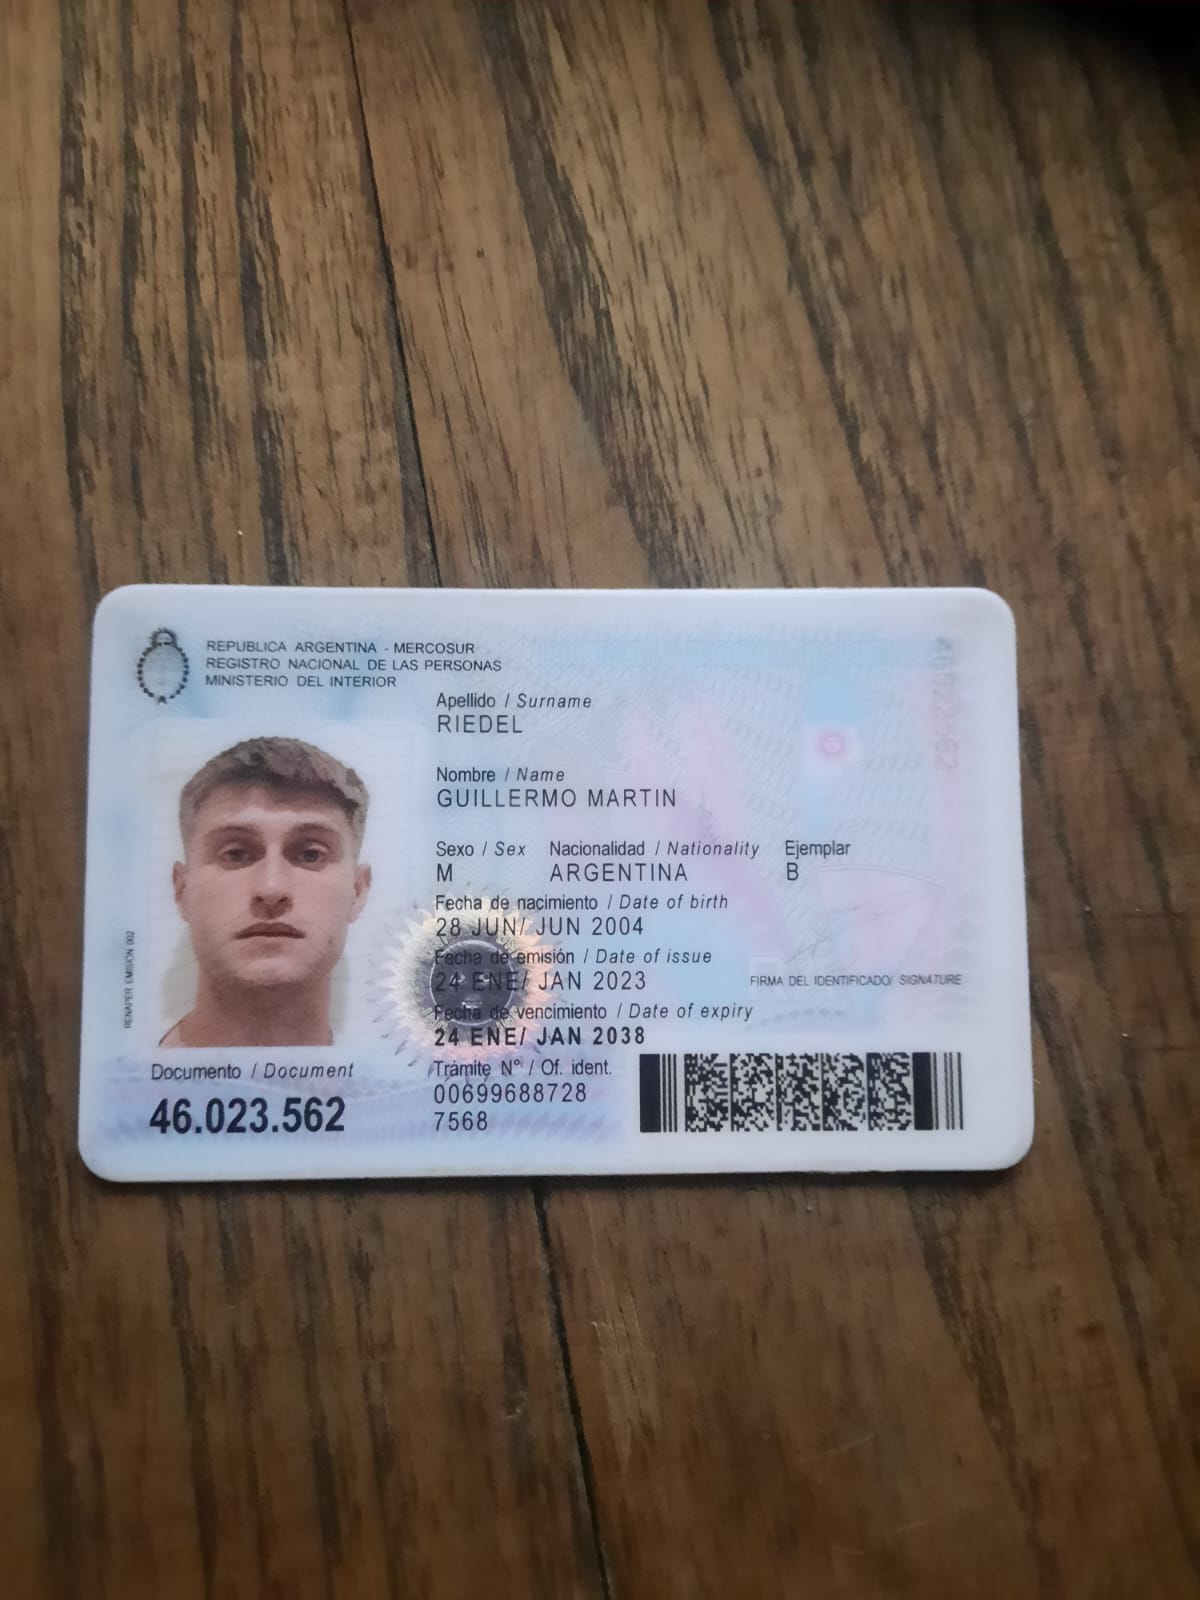 REPUBLICA ARGENTINA - MERCOSUR
REGISTRO NACIONAL DE LAS PERSONAS
MINISTERIO DEL INTERIOR
Apellido / Surname
RIEDEL
Nombre / Name
GUILLERMO MARTIN
Sexo / Sex Nacionalidad / Nationality Ejemplar
M ARGENTINA B
Fecha de nacimiento / Date of birth
28 JUN/ JUN 2004
Fecha de emisión / Date of issue
24 ENE/ JAN 2023
FIRMA DEL IDENTIFICADO/ SIGNATURE
Fecha de vencimiento / Date of expiry
24 ENE/ JAN 2038
Documento / Document
46.023.562
Trámite N° / Of. ident.
00699688728
7568
RENAPER EMISIÓN 002